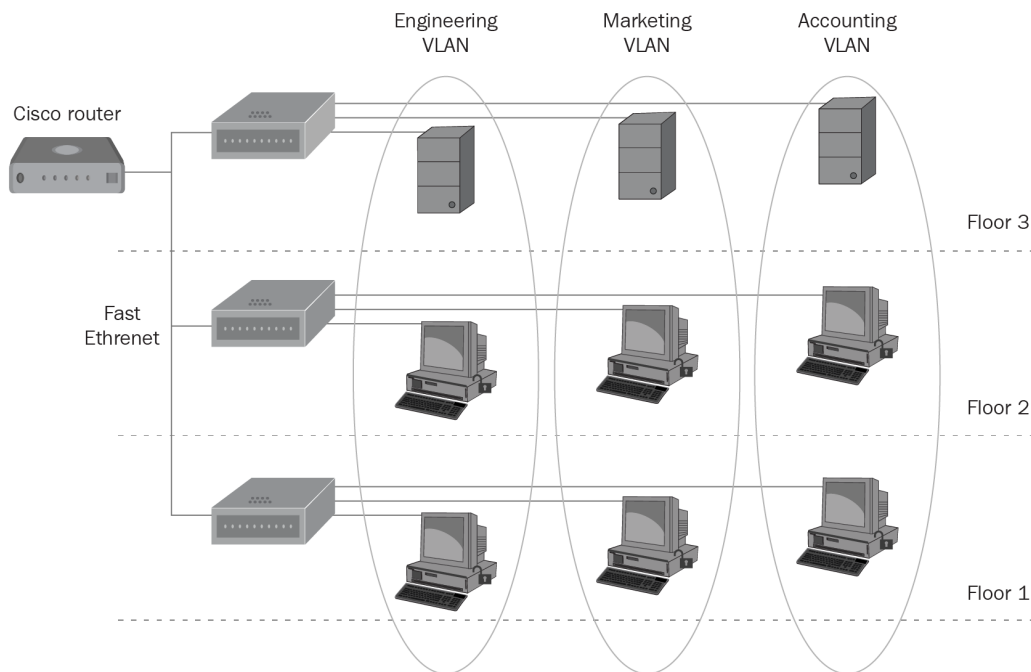 Engineering
VLAN
Marketing
VLAN
Accounting
VLAN
Cisco router
Floor 3
Fast
Ethrenet
Floor 2
Floor 1